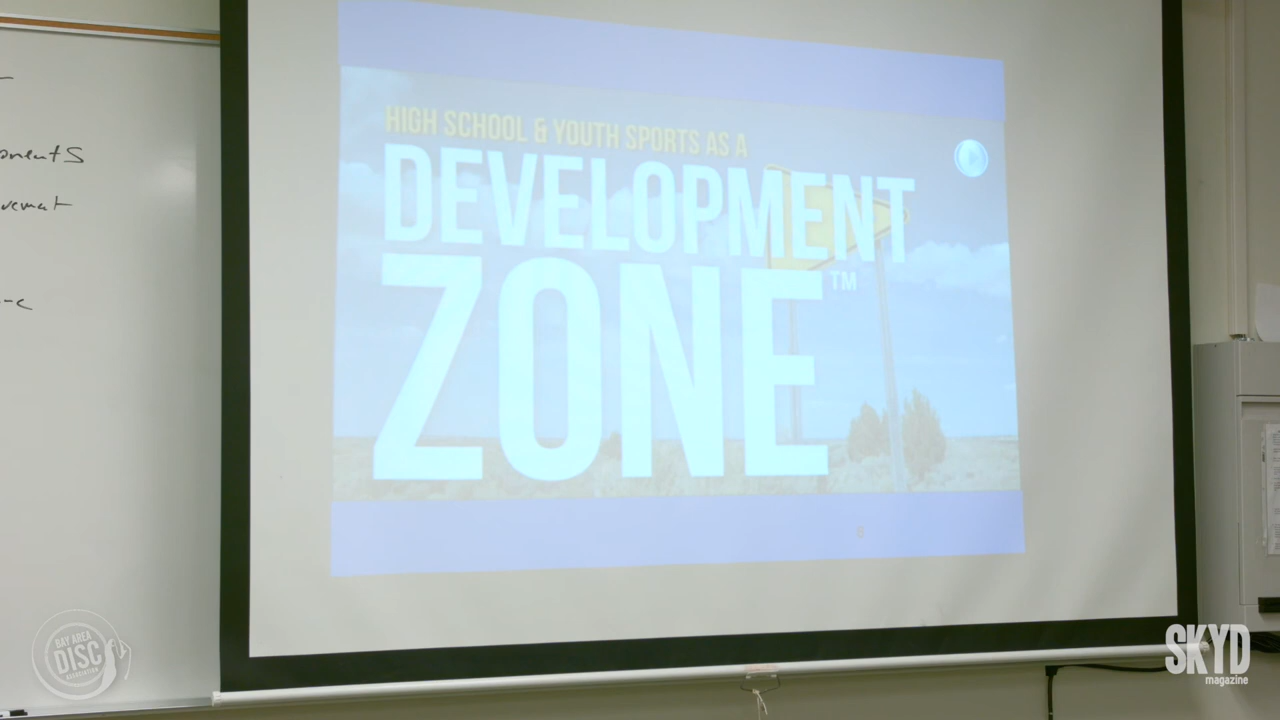 HIGH SCHOOL & YOUTH SPORTS AS A
DEVELOPMENT
ZONE™
BAY AREA
DISC
ASSOCIATION
SKYD
magazine